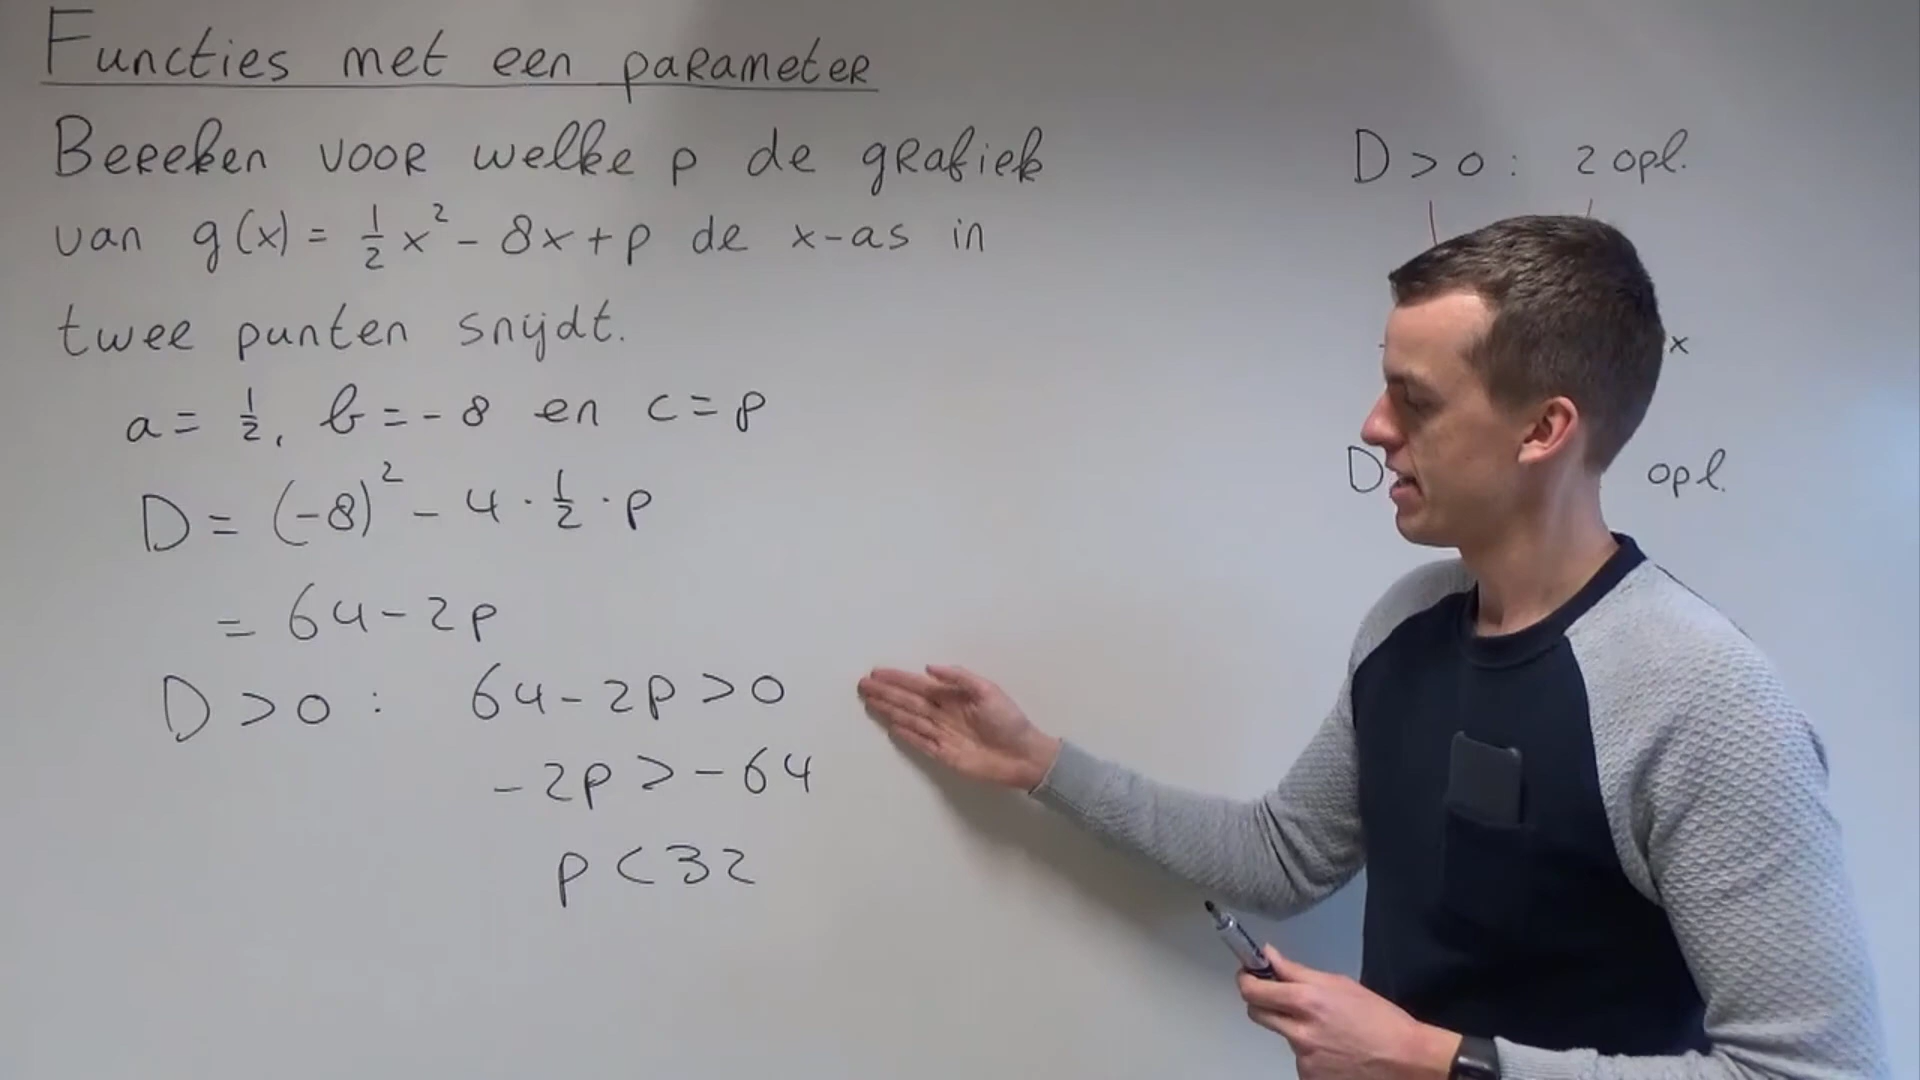 Functies met een parameter
Bereken voor welke p de grafiek
van g(x) = ½x² - 8x + p de x-as in
twee punten snijdt.
a = ½, b = -8 en c = p
D = (-8)² - 4 · ½ · p
= 64 - 2p
D > 0 : 64 - 2p > 0
-2p > -64
p < 32
D > 0 : 2 opl.
x
D opl.